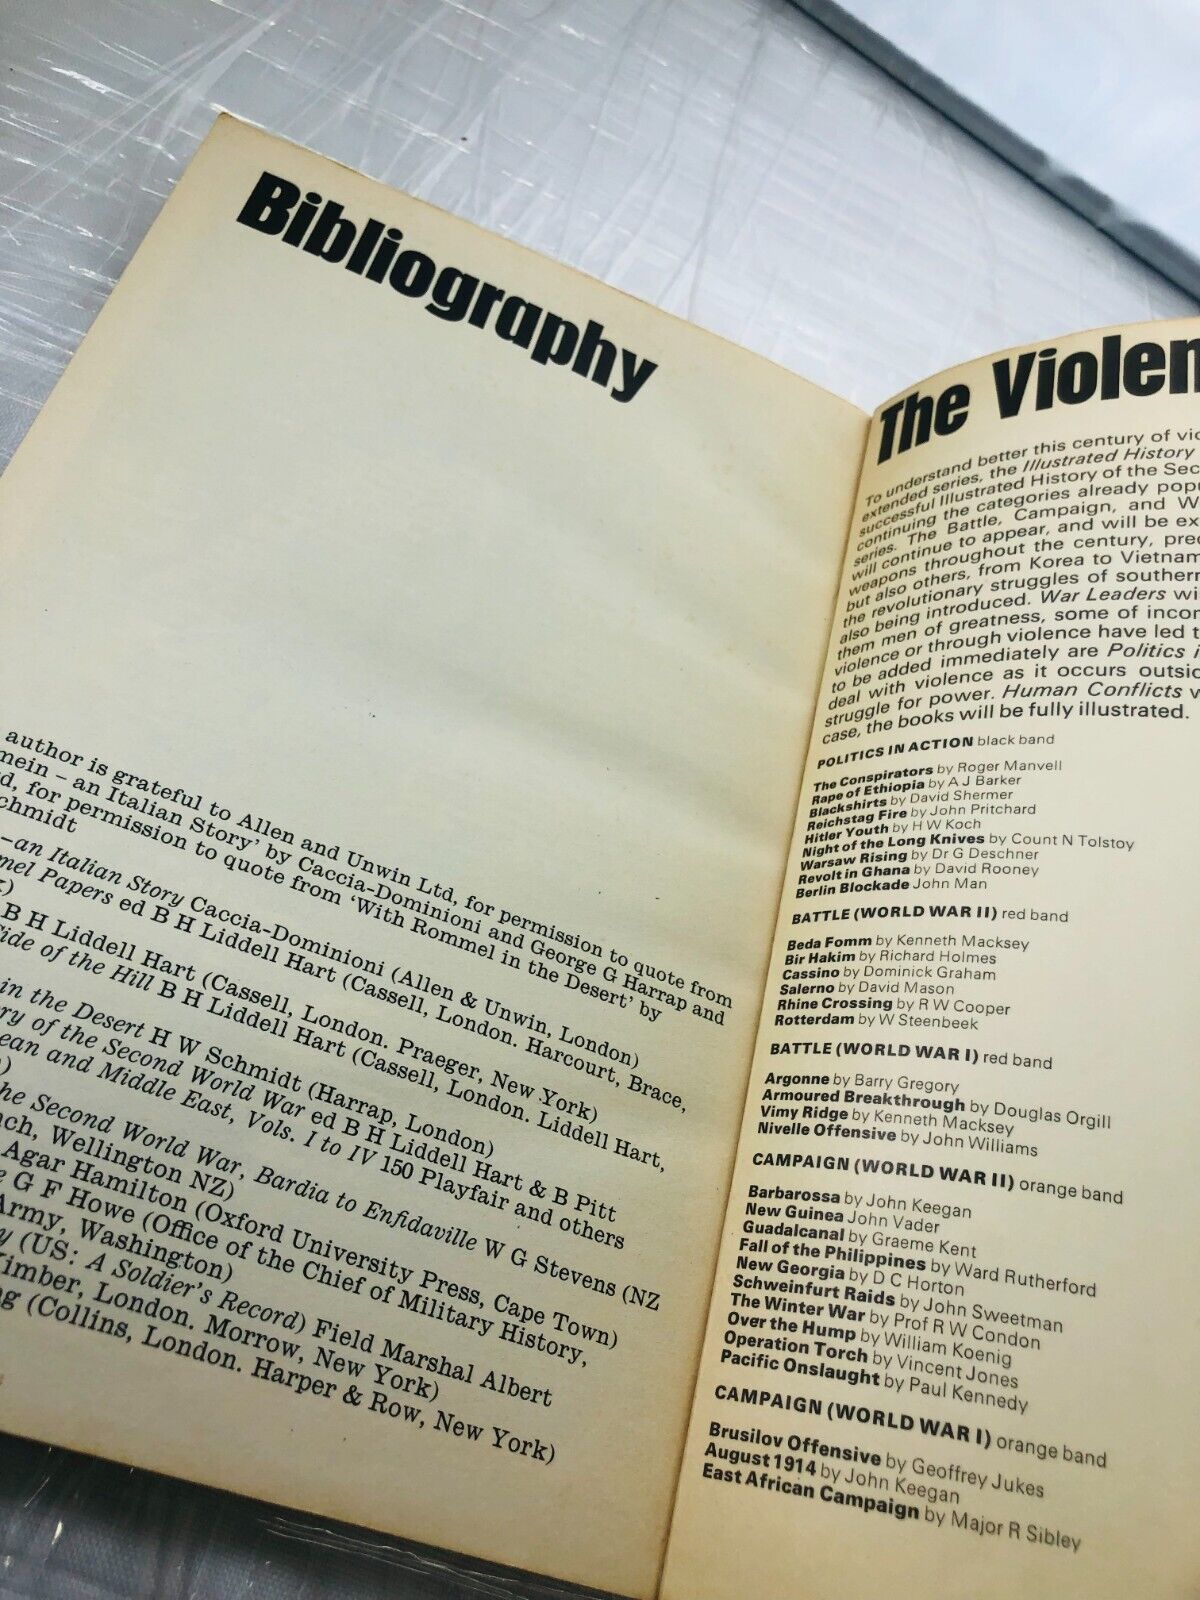 Bibliography
author is grateful to Allen and Unwin Ltd, for permission to quote from
mein – an Italian Story' by Caccia-Dominioni and George G Harrap and
d, for permission to quote from 'With Rommel in the Desert' by
chmidt
–an Italian Story Caccia-Dominioni (Allen & Unwin, London)
mel Papers ed B H Liddell Hart (Cassell, London. Harcourt, Brace,
)
B H Liddell Hart (Cassell, London. Praeger, New York)
ide of the Hill B H Liddell Hart (Cassell, London. Liddell Hart,
in the Desert H W Schmidt (Harrap, London)
ry of the Second World War ed B H Liddell Hart & B Pitt
ean and Middle East, Vols. I to IV 150 Playfair and others
)
he Second World War, Bardia to Enfidaville W G Stevens (NZ
nch, Wellington NZ)
Agar Hamilton (Oxford University Press, Cape Town)
e G F Howe (Office of the Chief of Military History,
Army, Washington)
y (US: A Soldier's Record) Field Marshal Albert
Kimber, London. Morrow, New York)
ng (Collins, London. Harper & Row, New York)
The Violen
To understand better this century of vio
extended series, the Illustrated History
successful Illustrated History of the Sec
continuing the categories already popu
series. The Battle, Campaign, and We
will continue to appear, and will be ex
weapons throughout the century, prec
but also others, from Korea to Vietnam
the revolutionary struggles of southern
also being introduced. War Leaders wi
them men of greatness, some of incom
violence or through violence have led t
to be added immediately are Politics i
deal with violence as it occurs outsid
struggle for power. Human Conflicts w
case, the books will be fully illustrated.
POLITICS IN ACTION black band
The Conspirators by Roger Manvell
Rape of Ethiopia by A J Barker
Blackshirts by David Shermer
Reichstag Fire by John Pritchard
Hitler Youth by H W Koch
Night of the Long Knives by Count N Tolstoy
Warsaw Rising by Dr G Deschner
Revolt in Ghana by David Rooney
Berlin Blockade John Man
BATTLE (WORLD WAR II) red band
Beda Fomm by Kenneth Macksey
Bir Hakim by Richard Holmes
Cassino by Dominick Graham
Salerno by David Mason
Rhine Crossing by R W Cooper
Rotterdam by W Steenbeek
BATTLE (WORLD WAR I) red band
Argonne by Barry Gregory
Armoured Breakthrough by Douglas Orgill
Vimy Ridge by Kenneth Macksey
Nivelle Offensive by John Williams
CAMPAIGN (WORLD WAR II) orange band
Barbarossa by John Keegan
New Guinea John Vader
Guadalcanal by Graeme Kent
Fall of the Philippines by Ward Rutherford
New Georgia by D C Horton
Schweinfurt Raids by John Sweetman
The Winter War by Prof R W Condon
Over the Hump by William Koenig
Operation Torch by Vincent Jones
Pacific Onslaught by Paul Kennedy
CAMPAIGN (WORLD WAR I) orange band
Brusilov Offensive by Geoffrey Jukes
August 1914 by John Keegan
East African Campaign by Major R Sibley